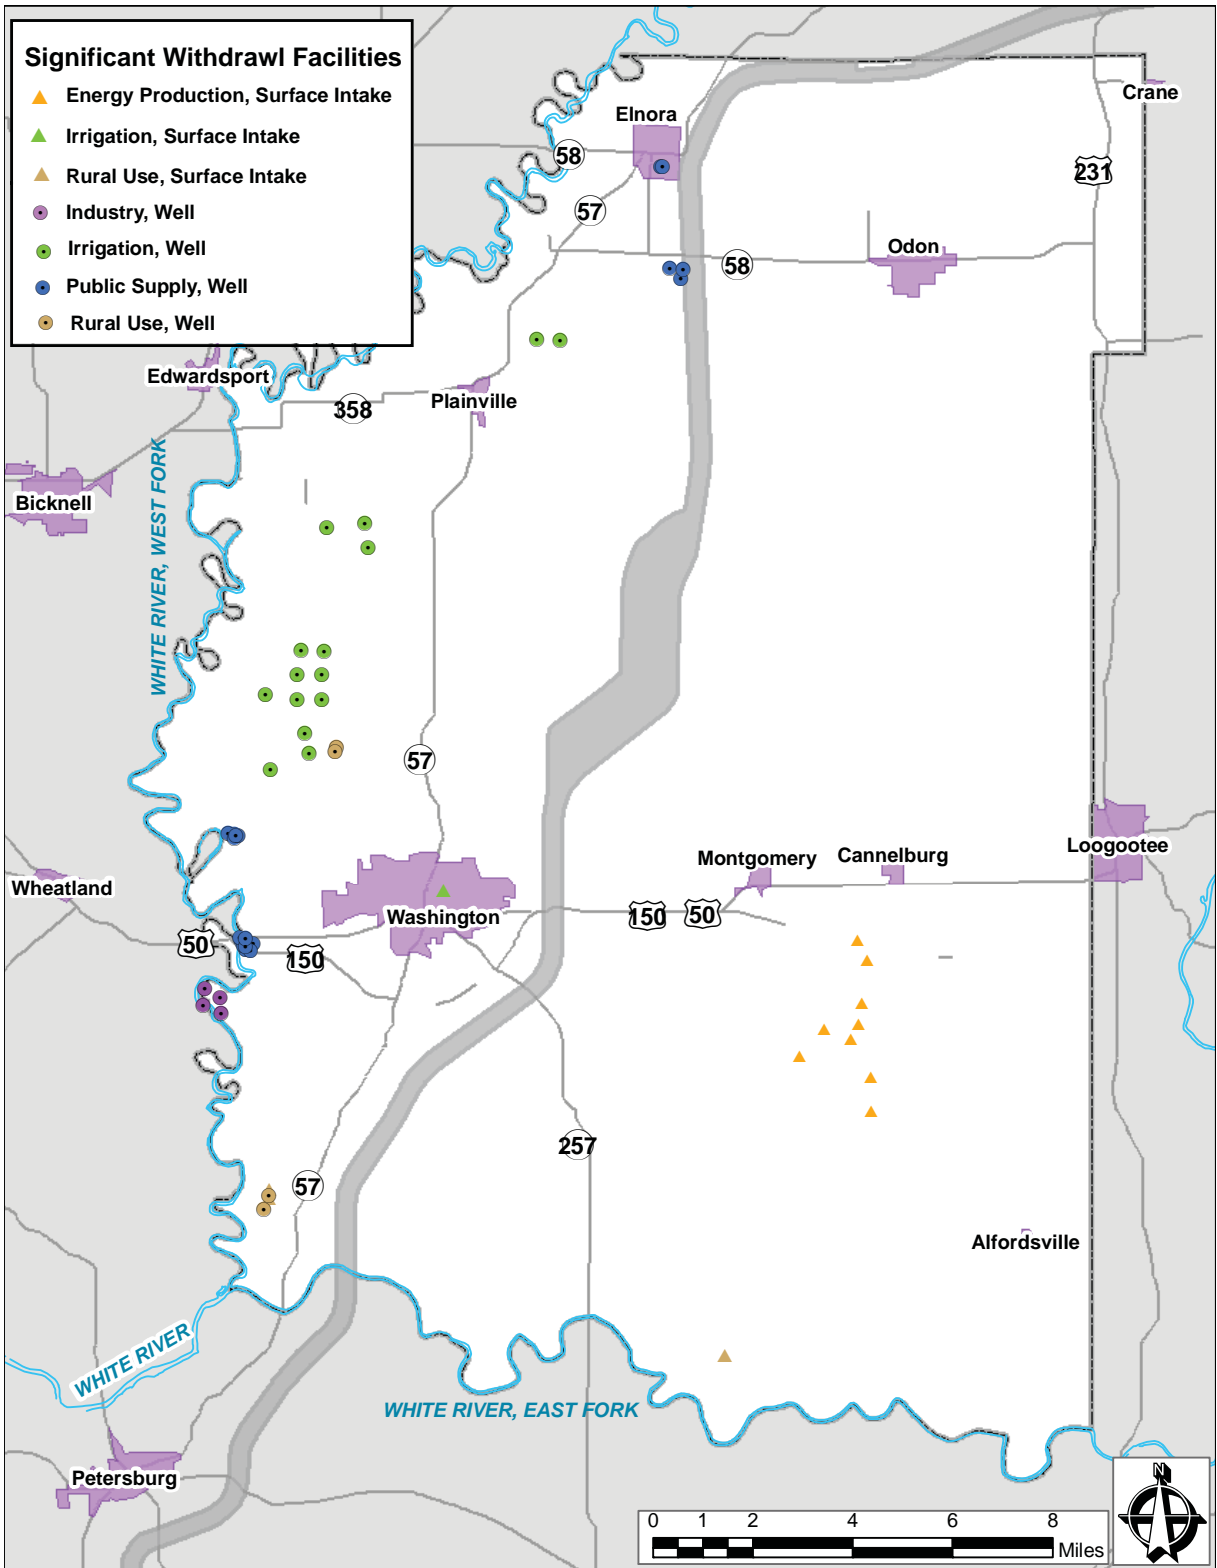 Significant Withdrawl Facilities
Energy Production, Surface Intake
Irrigation, Surface Intake
Rural Use, Surface Intake
Industry, Well
Irrigation, Well
Public Supply, Well
Rural Use, Well
Crane
Elnora
58
231
57
Odon
58
Edwardsport
Plainville
358
WHITE RIVER, WEST FORK
Bicknell
57
Loogootee
Montgomery
Cannelburg
Wheatland
Washington
150
50
50
150
257
57
Alfordsville
WHITE RIVER
WHITE RIVER, EAST FORK
Petersburg
N
0 1 2 4 6 8
Miles